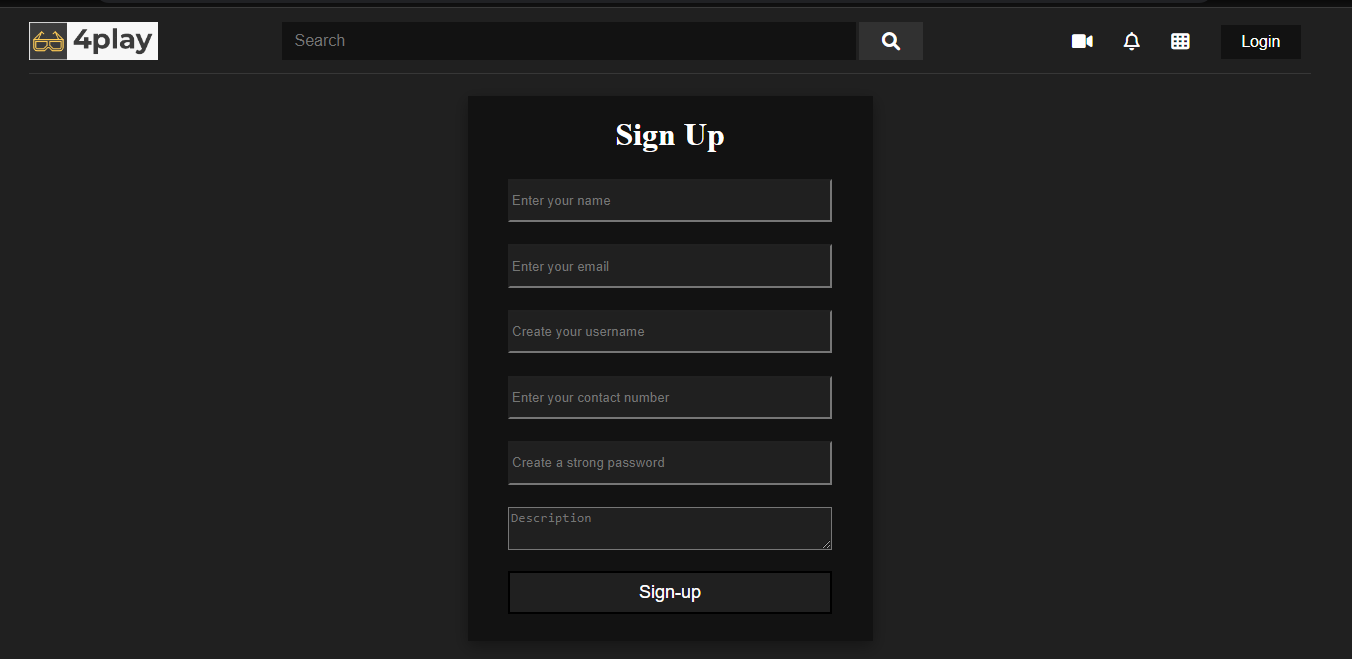 4play
Search
Login
Sign Up
Enter your name
Enter your email
Create your username
Enter your contact number
Create a strong password
Description
Sign-up